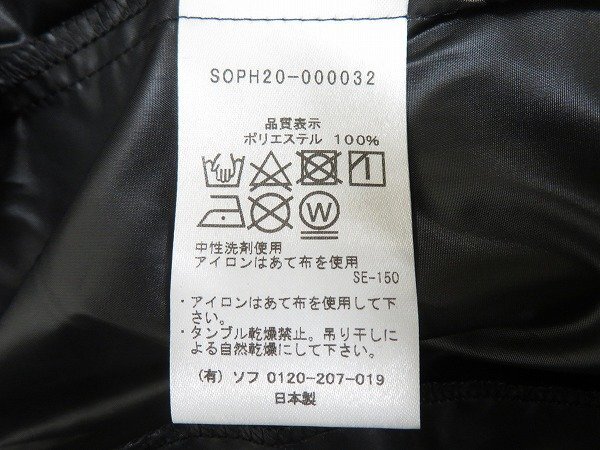 SOPH20-000032
品質表示
ポリエステル 100%
W
中性洗剤使用
アイロンはあて布を使用
SE-150
・アイロンはあて布を使用して下
さい。
・タンブル乾燥禁止。吊り干しに
よる自然乾燥にして下さい。
(有) ソフ 0120-207-019
日本製